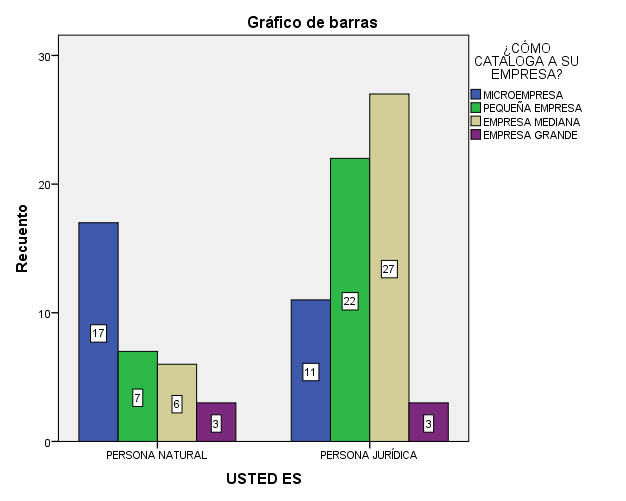 Gráfico de barras
¿CÓMO
CATALOGA A SU
EMPRESA?
MICROEMPRESA
PEQUEÑA EMPRESA
EMPRESA MEDIANA
EMPRESA GRANDE
Recuento
30
20
10
0
17
7
6
3
11
22
27
3
PERSONA NATURAL
PERSONA JURÍDICA
USTED ES